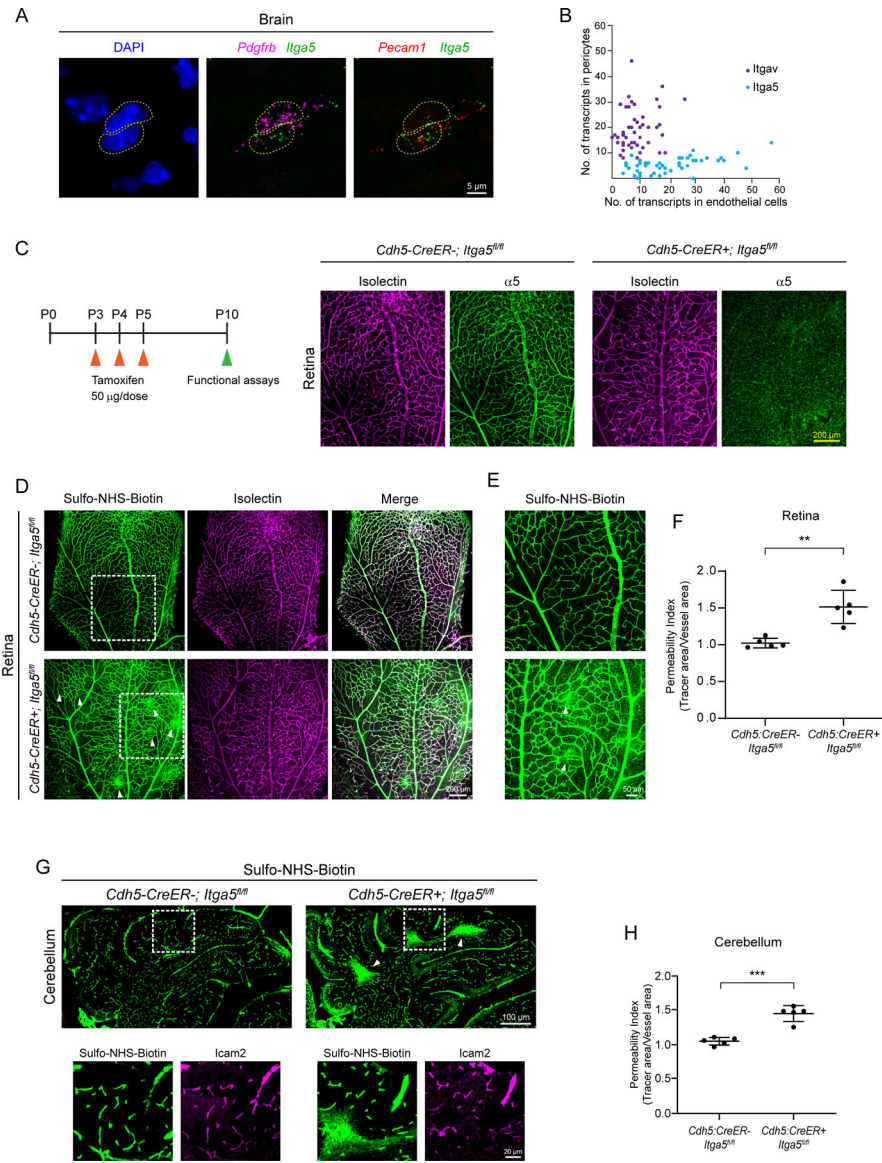 A
Brain
DAPI
Pdgfrb Itga5
Pecam1 Itga5
5 µm
B
No. of transcripts in pericytes
60
50
40
30
20
10
0 10 20 30 40 50 60
No. of transcripts in endothelial cells
Itgav
Itga5
C
P0 P3 P4 P5 P10
Tamoxifen
50 µg/dose
Functional assays
Cdh5-CreER-; Itga5fl/fl
Cdh5-CreER+; Itga5fl/fl
Isolectin
α5
Isolectin
α5
Retina
200 µm
D
Sulfo-NHS-Biotin
Isolectin
Merge
Retina
Cdh5-CreER-; Itga5fl/fl
Cdh5-CreER+; Itga5fl/fl
200 µm
E
Sulfo-NHS-Biotin
50 µm
F
Retina
**
Permeability Index
(Tracer area/Vessel area)
2.0
1.5
1.0
0.5
0.0
Cdh5:CreER-
Itga5fl/fl
Cdh5:CreER+
Itga5fl/fl
G
Sulfo-NHS-Biotin
Cdh5-CreER-; Itga5fl/fl
Cdh5-CreER+; Itga5fl/fl
Cerebellum
100 µm
Sulfo-NHS-Biotin
Icam2
Sulfo-NHS-Biotin
Icam2
20 µm
H
Cerebellum
***
Permeability Index
(Tracer area/Vessel area)
2.0
1.5
1.0
0.5
0.0
Cdh5:CreER-
Itga5fl/fl
Cdh5:CreER+
Itga5fl/fl